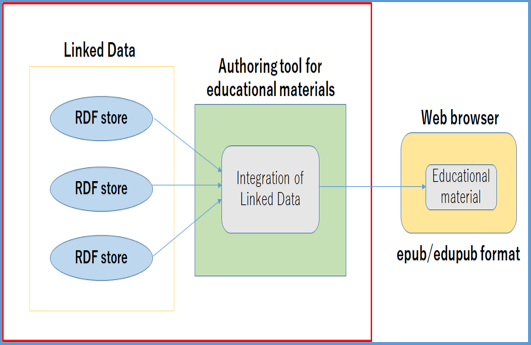 Linked Data
RDF store
RDF store
RDF store
Authoring tool for
educational materials
Integration of
Linked Data
Web browser
Educational
material
epub/edupub format